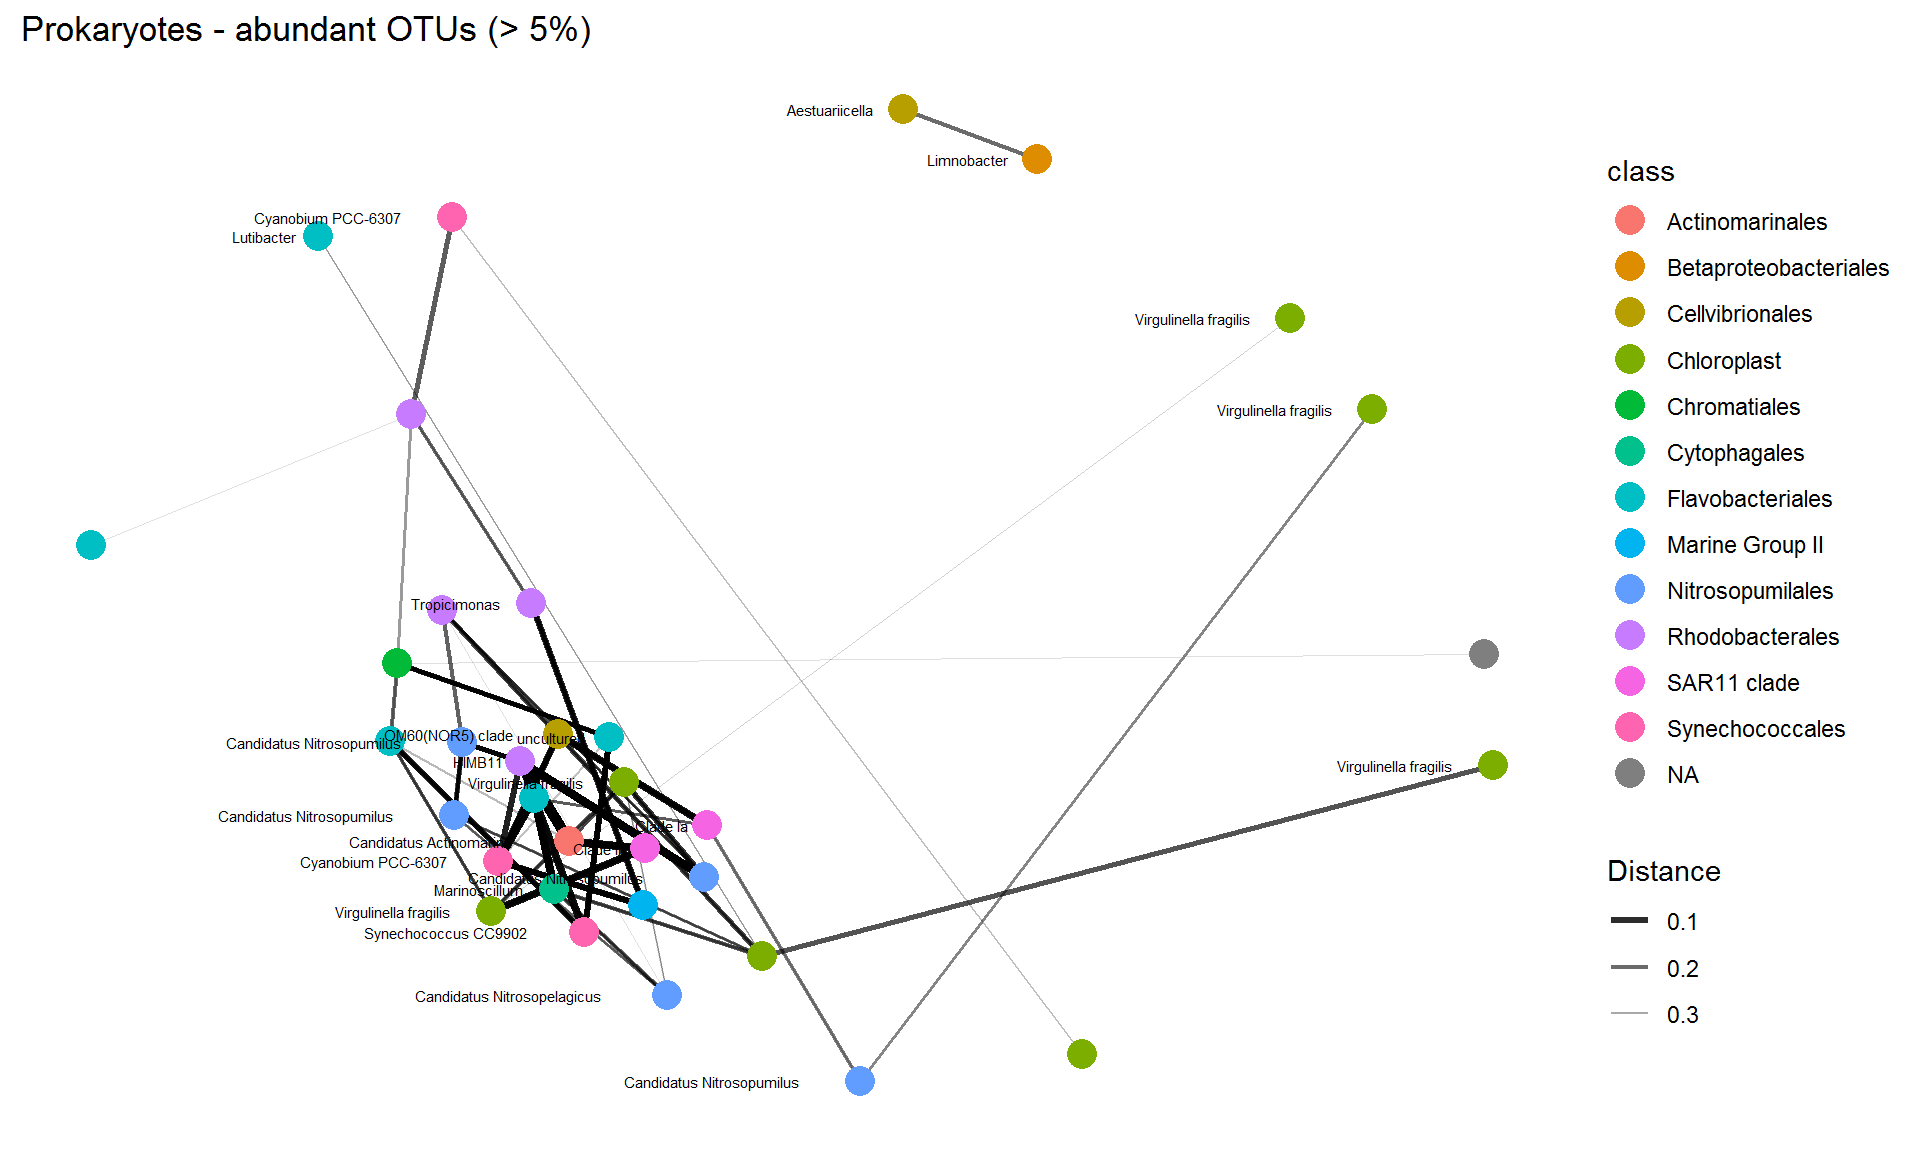 Prokaryotes - abundant OTUs (> 5%)
Aestuariicella
Limnobacter
Cyanobium PCC-6307
Lutibacter
Virgulinella fragilis
Virgulinella fragilis
Tropicimonas
Candidatus Nitrosopumilus
OM60(NOR5) clade
uncultured
HIMB11
Virgulinella fragilis
Virgulinella fragilis
Candidatus Nitrosopumilus
Clade Ia
Candidatus Actinomarina
Clade
Cyanobium PCC-6307
Candidatus Nitrosopumilus
Marinoscillum
Virgulinella fragilis
Synechococcus CC9902
Candidatus Nitrosopelagicus
Candidatus Nitrosopumilus
class
Actinomarinales
Betaproteobacteriales
Cellvibrionales
Chloroplast
Chromatiales
Cytophagales
Flavobacteriales
Marine Group II
Nitrosopumilales
Rhodobacterales
SAR11 clade
Synechococcales
NA
Distance
0.1
0.2
0.3